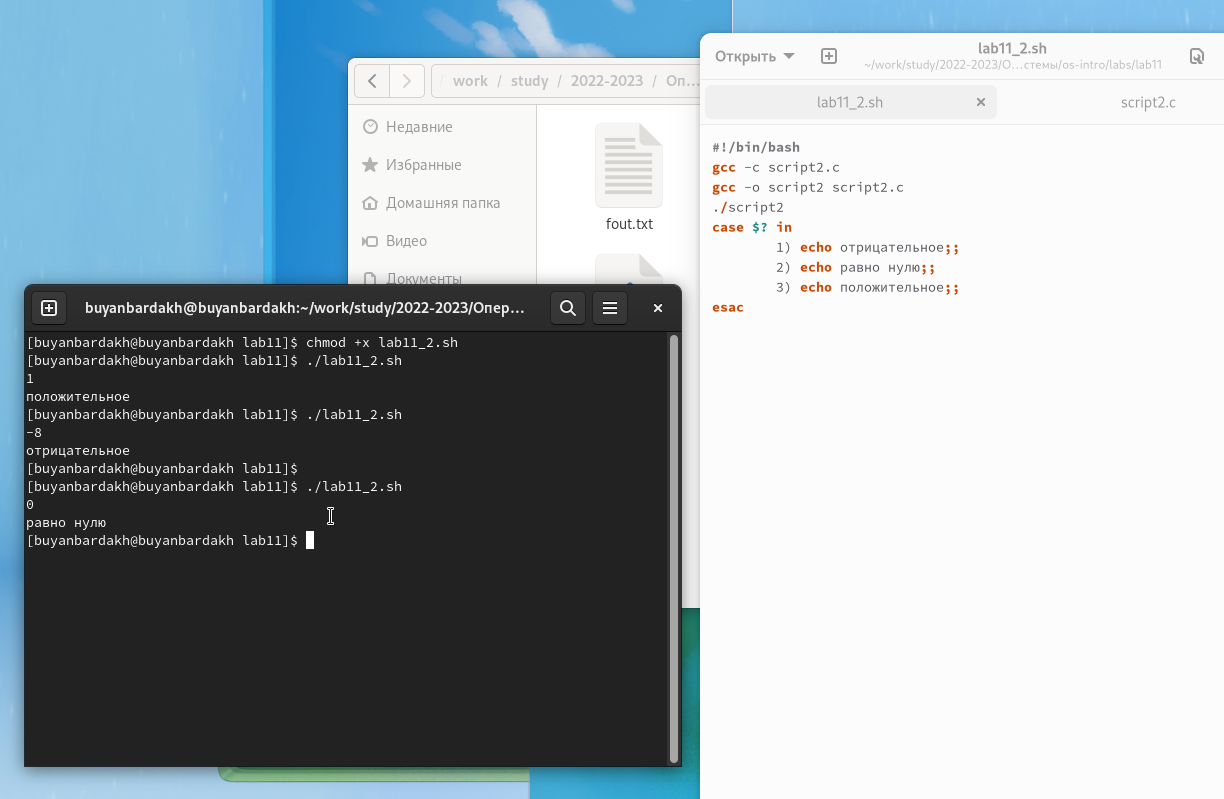 work / study / 2022-2023 / Оп...
Недавние
Избранные
Домашняя папка
Видео
Документы
fout.txt
Открыть
lab11_2.sh
~/work/study/2022-2023/О...стемы/os-intro/labs/lab11
lab11_2.sh
script2.c
#!/bin/bash
gcc -c script2.c
gcc -o script2 script2.c
./script2
case $? in
1) echo отрицательное;;
2) echo равно нулю;;
3) echo положительное;;
esac
buyanbardakh@buyanbardakh:~/work/study/2022-2023/Опер...
[buyanbardakh@buyanbardakh lab11]$ chmod +x lab11_2.sh
[buyanbardakh@buyanbardakh lab11]$ ./lab11_2.sh
1
положительное
[buyanbardakh@buyanbardakh lab11]$ ./lab11_2.sh
-8
отрицательное
[buyanbardakh@buyanbardakh lab11]$
[buyanbardakh@buyanbardakh lab11]$ ./lab11_2.sh
0
равно нулю
[buyanbardakh@buyanbardakh lab11]$